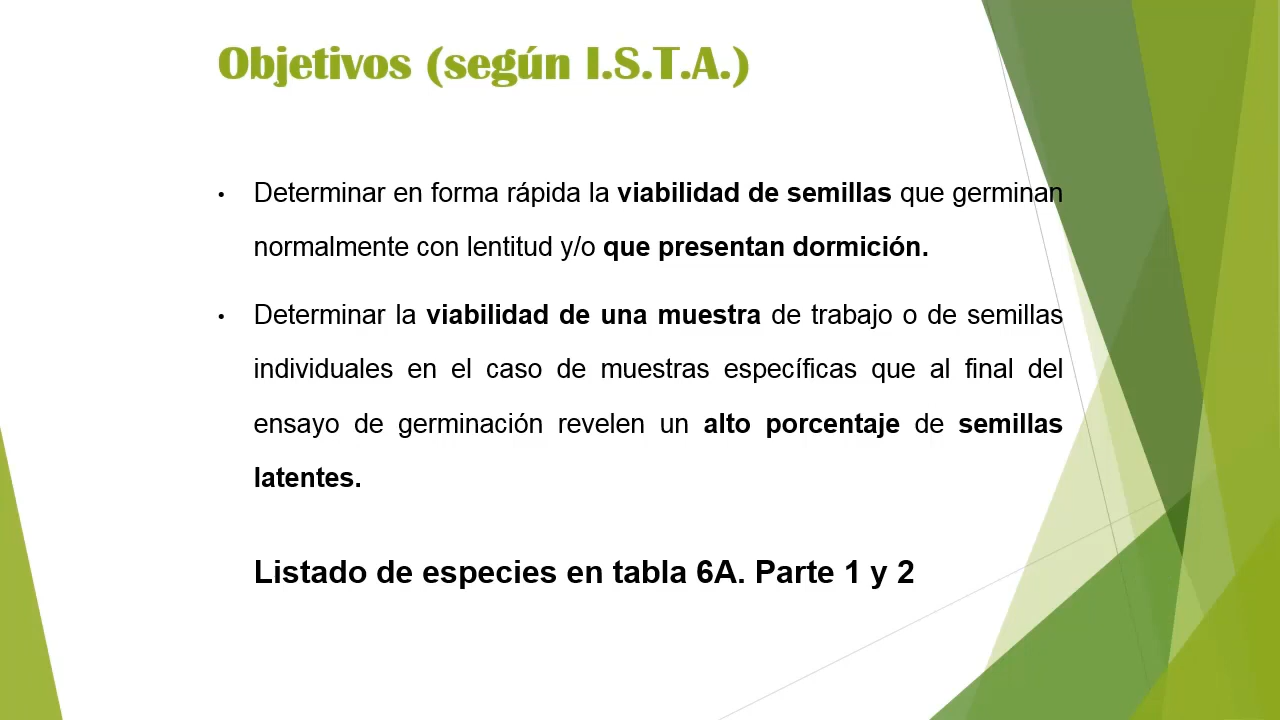 Objetivos (según I.S.T.A.)
• Determinar en forma rápida la viabilidad de semillas que germinan
normalmente con lentitud y/o que presentan dormición.
• Determinar la viabilidad de una muestra de trabajo o de semillas
individuales en el caso de muestras específicas que al final del
ensayo de germinación revelen un alto porcentaje de semillas
latentes.
Listado de especies en tabla 6A. Parte 1 y 2